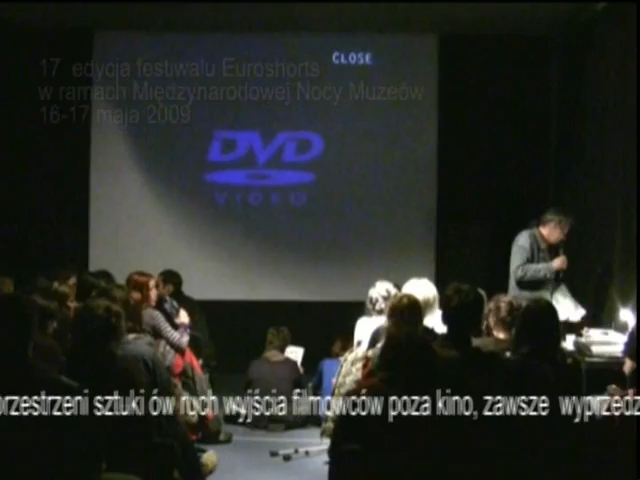 CLOSE
17 edycja festiwalu Euroshorts
w ramach Międzynarodowej Nocy Muzeów
16-17 maja 2009
DVD
VIDEO
przestrzeni sztuki ów ruch wyjścia filmowców poza kino, zawsze wyprzedz